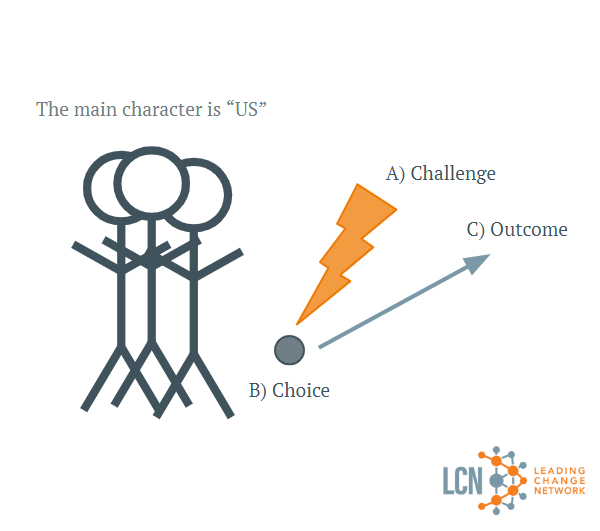 The main character is “US”
A) Challenge
C) Outcome
B) Choice
LCN
LEADING
CHANGE
NETWORK